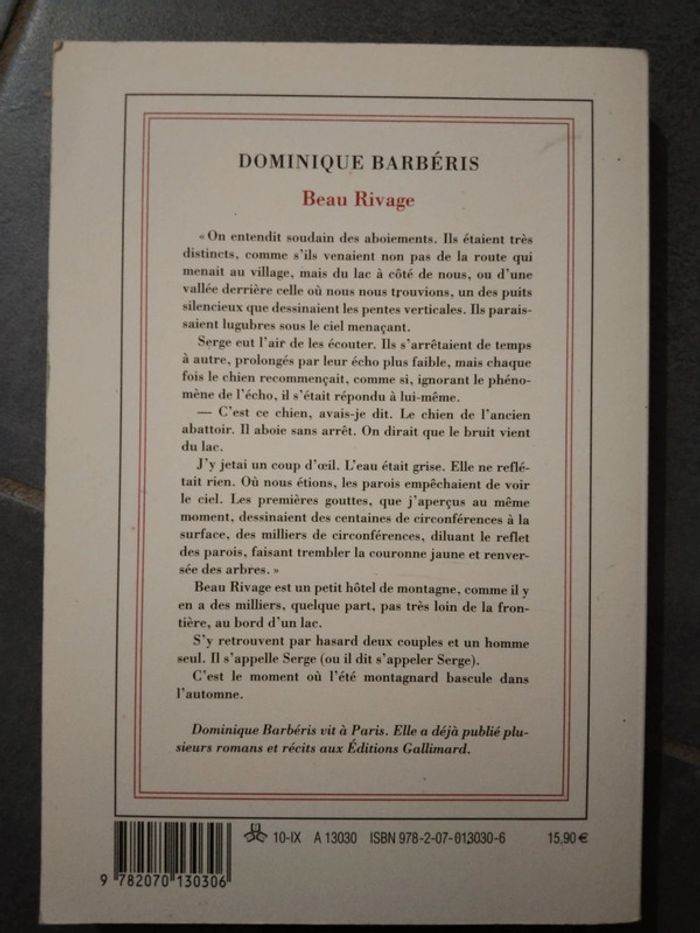 DOMINIQUE BARBÉRIS
Beau Rivage
« On entendit soudain des aboiements. Ils étaient très
distincts, comme s'ils venaient non pas de la route qui
menait au village, mais du lac à côté de nous, ou d'une
vallée derrière celle où nous nous trouvions, un des puits
silencieux que dessinaient les pentes verticales. Ils parais-
saient lugubres sous le ciel menaçant.
Serge eut l'air de les écouter. Ils s'arrêtaient de temps
à autre, prolongés par leur écho plus faible, mais chaque
fois le chien recommençait, comme si, ignorant le phéno-
mène de l'écho, il s'était répondu à lui-même.
— C'est ce chien, avais-je dit. Le chien de l'ancien
abattoir. Il aboie sans arrêt. On dirait que le bruit vient
du lac.
J'y jetai un coup d'œil. L'eau était grise. Elle ne reflé-
tait rien. Où nous étions, les parois empêchaient de voir
le ciel. Les premières gouttes, que j'aperçus au même
moment, dessinaient des centaines de circonférences à la
surface, des milliers de circonférences, diluant le reflet
des parois, faisant trembler la couronne jaune et renver-
sée des arbres. »
Beau Rivage est un petit hôtel de montagne, comme il y
en a des milliers, quelque part, pas très loin de la fron-
tière, au bord d'un lac.
S'y retrouvent par hasard deux couples et un homme
seul. Il s'appelle Serge (ou il dit s'appeler Serge).
C'est le moment où l'été montagnard bascule dans
l'automne.
Dominique Barbéris vit à Paris. Elle a déjà publié plu-
sieurs romans et récits aux Éditions Gallimard.
10-IX A 13030 ISBN 978-2-07-013030-6 15,90 €
9 782070 130306